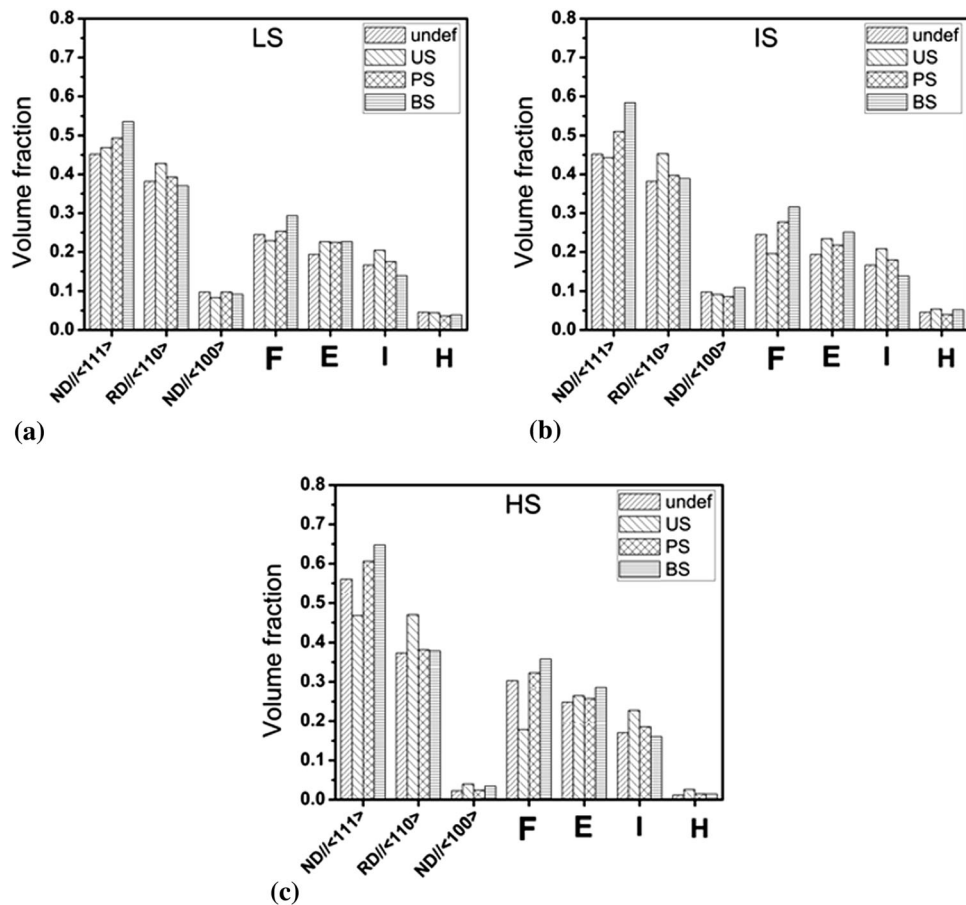 LS
undef
US
PS
BS
Volume fraction
0.8
0.7
0.6
0.5
0.4
0.3
0.2
0.1
0.0
ND//<111>
RD//<110>
ND//<100>
F
E
I
H
(a)
IS
undef
US
PS
BS
Volume fraction
0.8
0.7
0.6
0.5
0.4
0.3
0.2
0.1
0.0
ND//<111>
RD//<110>
ND//<100>
F
E
I
H
(b)
HS
undef
US
PS
BS
Volume fraction
0.8
0.7
0.6
0.5
0.4
0.3
0.2
0.1
0.0
ND//<111>
RD//<110>
ND//<100>
F
E
I
H
(c)